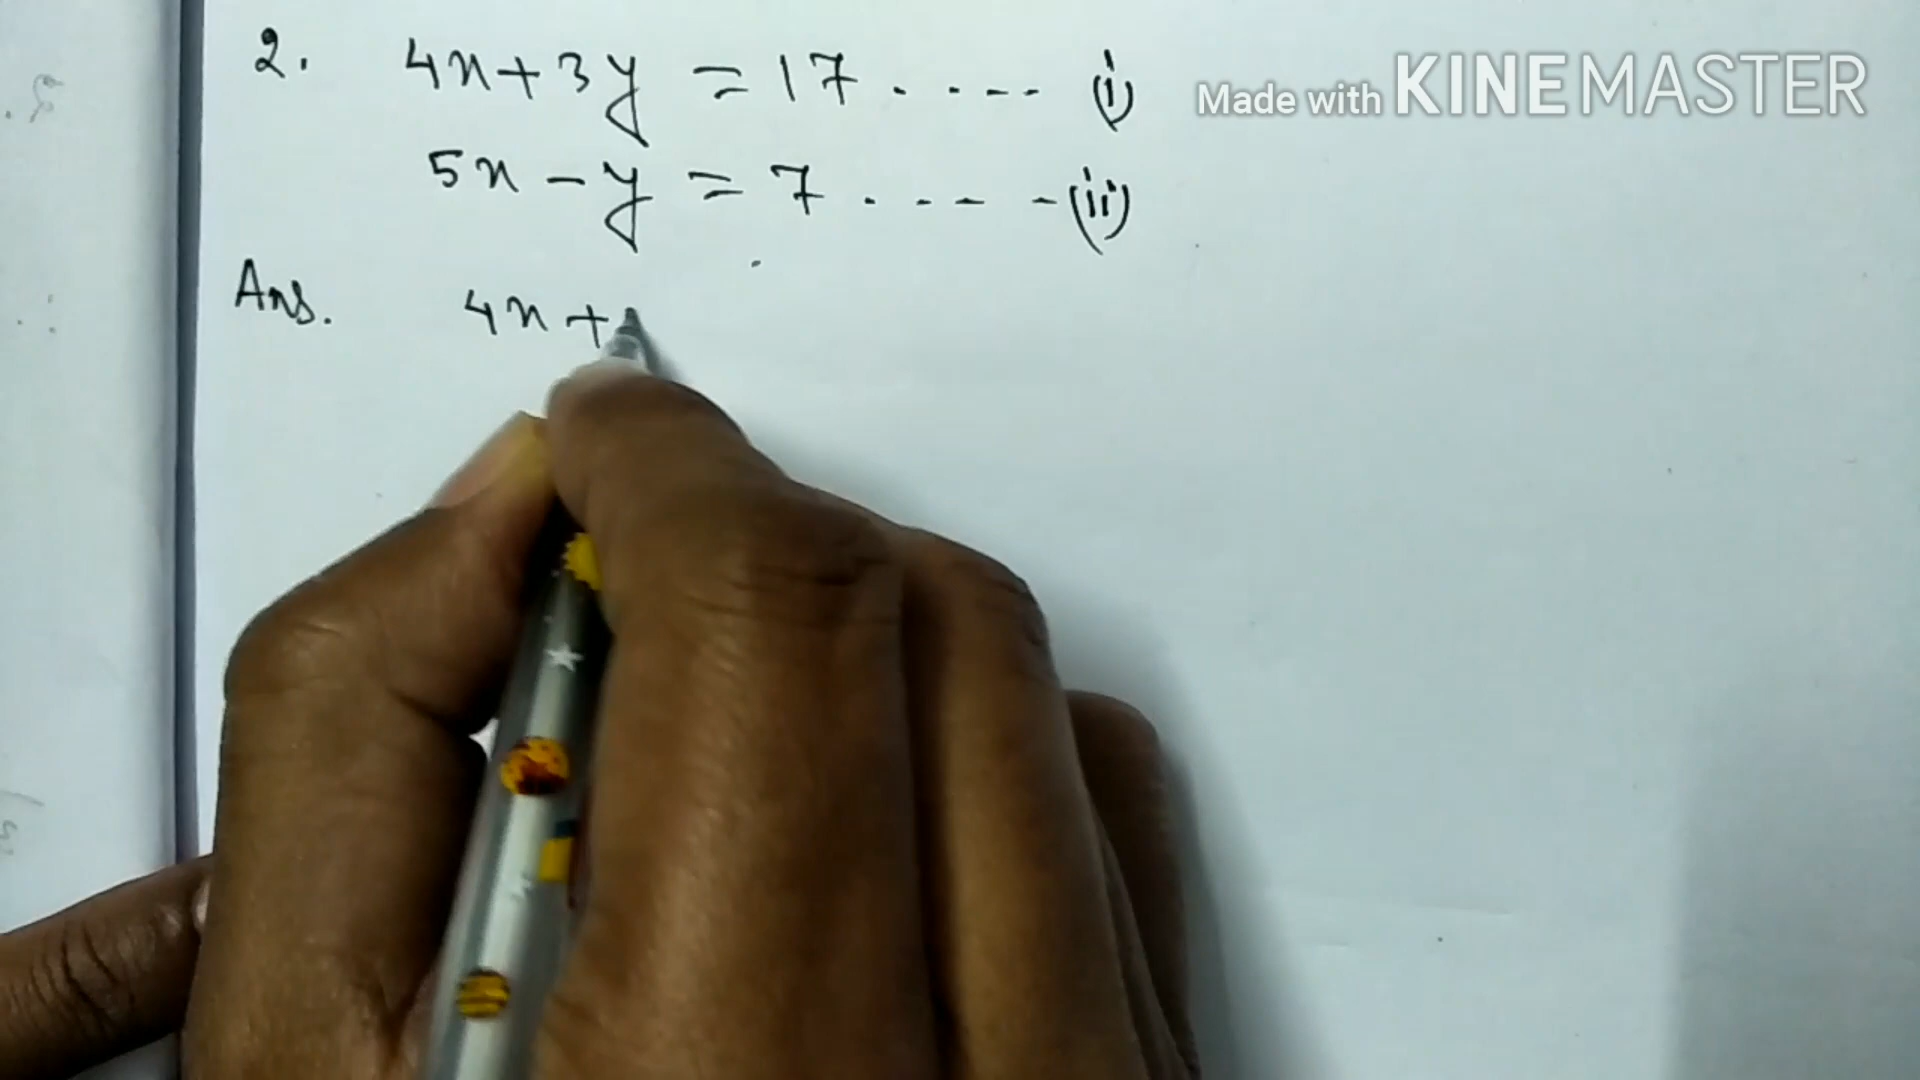 2. 4x+3y = 17 . . - - - (i)
Made with KINEMASTER
5x - y = 7 . . - - - (ii)
Ans. 4x +